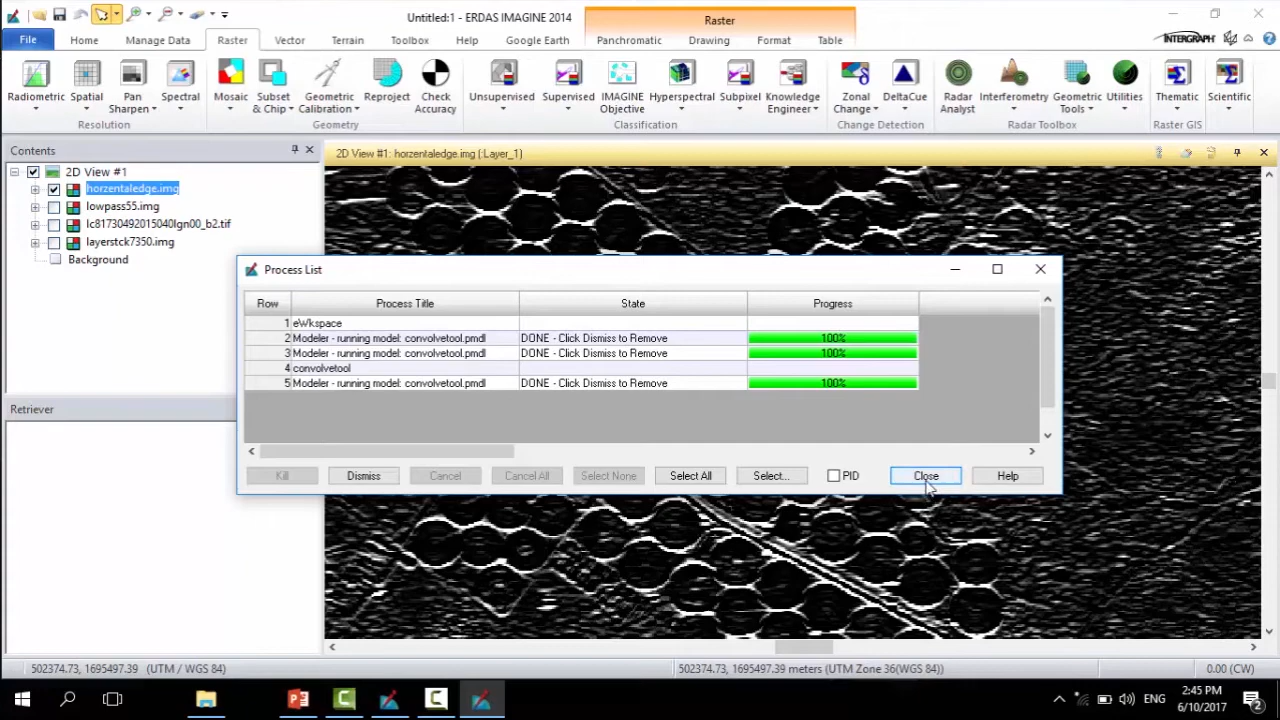 Untitled:1 - ERDAS IMAGINE 2014
Raster
File Home Manage Data Raster Vector Terrain Toolbox Help Google Earth Panchromatic Drawing Format Table INTERGRAPH
Radiometric Spatial Pan Sharpen Spectral Mosaic Subset & Chip Geometric Calibration Reproject Check Accuracy Unsupervised Supervised IMAGINE Objective Hyperspectral Subpixel Knowledge Engineer Zonal Change DeltaCue Radar Analyst Interferometry Geometric Tools Utilities Thematic Scientific
Resolution Geometry Classification Change Detection Radar Toolbox Raster GIS
Contents
2D View #1: horzentaledge.img (:Layer_1)
2D View #1
horzentaledge.img
lowpass55.img
lc81730492015040lgn00_b2.tif
layerstck7350.img
Background
Process List
Row Process Title State Progress
1 eWkspace
2 Modeler - running model: convolvetool.pmdl DONE - Click Dismiss to Remove 100%
3 Modeler - running model: convolvetool.pmdl DONE - Click Dismiss to Remove 100%
4 convolvetool
5 Modeler - running model: convolvetool.pmdl DONE - Click Dismiss to Remove 100%
Retriever
Kill Dismiss Cancel Cancel All Select None Select All Select... PID Close Help
502374.73, 1695497.39 (UTM / WGS 84) 502374.73, 1695497.39 meters (UTM Zone 36(WGS 84)) 0.00 (CW)
ENG
2:45 PM
6/10/2017
2